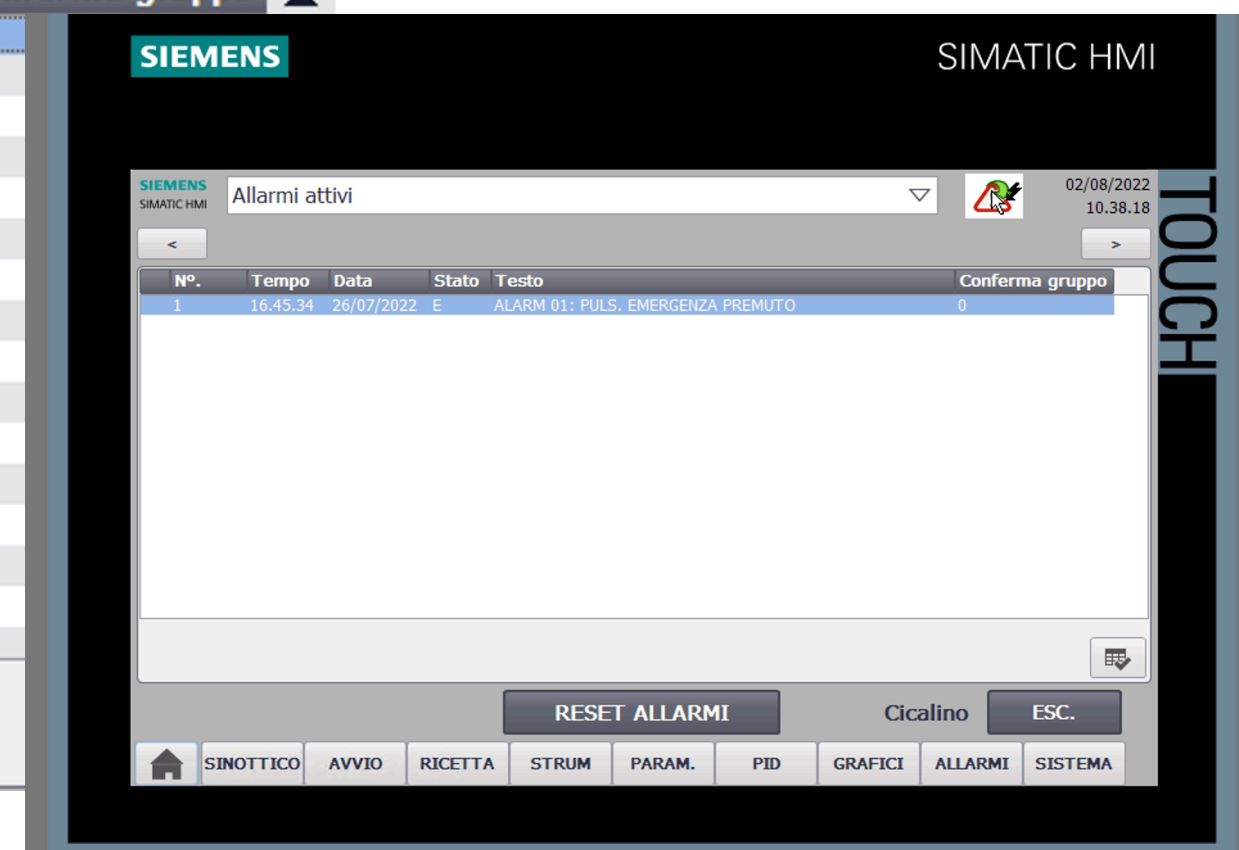 SIEMENS
SIMATIC HMI
TOUCH
SIEMENS
SIMATIC HMI
Allarmi attivi
02/08/2022
10.38.18
<
>
Nº. Tempo Data Stato Testo Conferma gruppo
1 16.45.34 26/07/2022 E ALARM 01: PULS. EMERGENZA PREMUTO 0
RESET ALLARMI
Cicalino
ESC.
SINOTTICO AVVIO RICETTA STRUM PARAM. PID GRAFICI ALLARMI SISTEMA